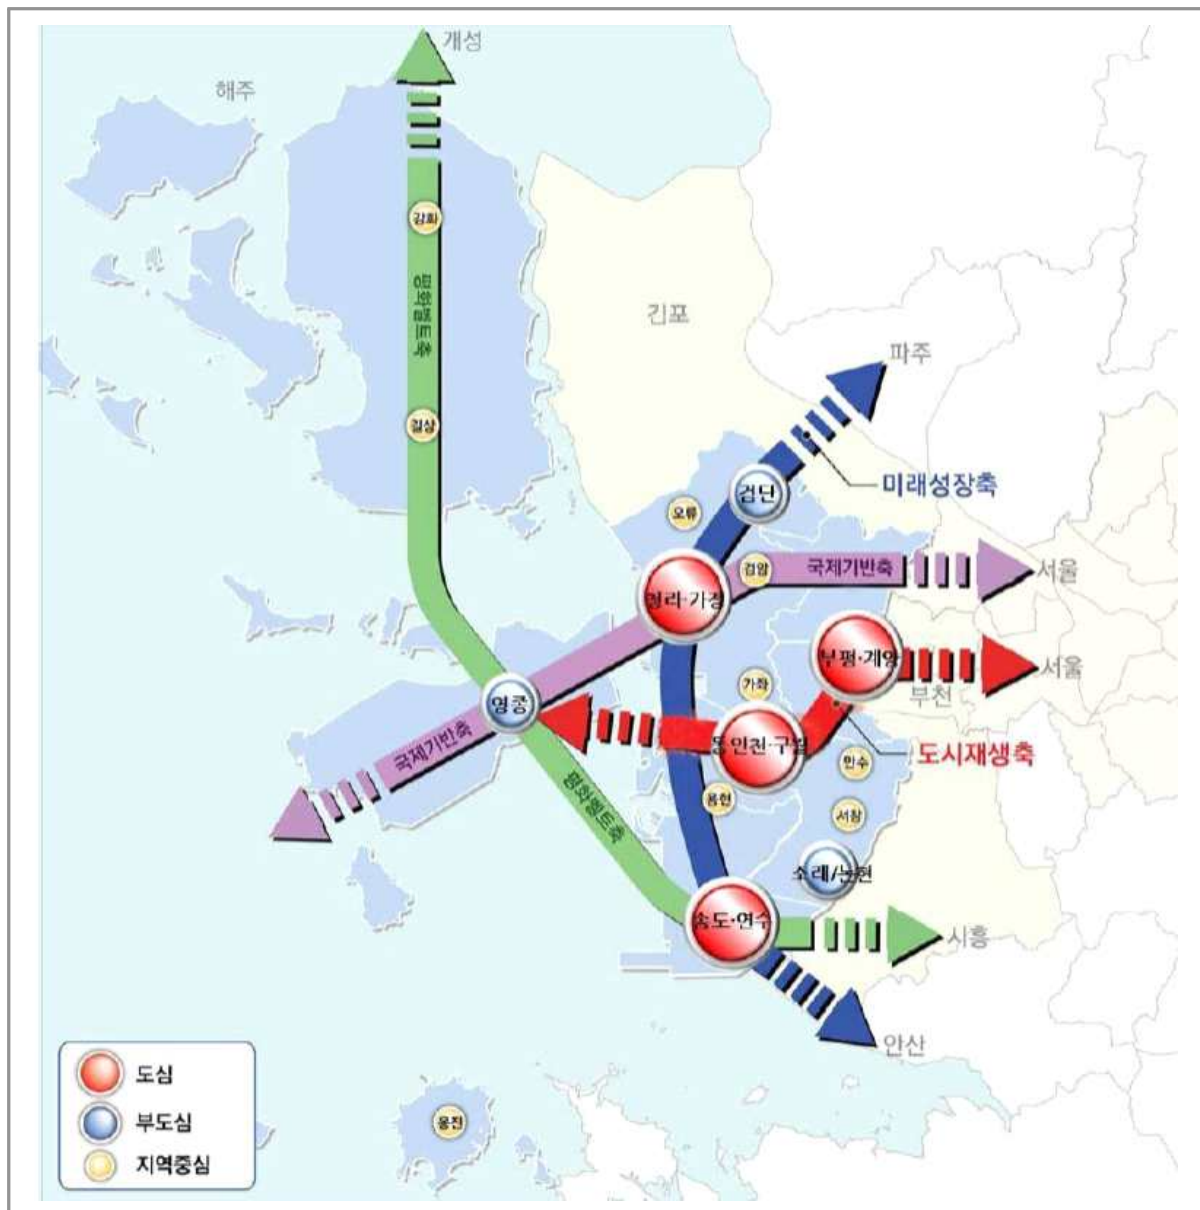 개성
해주
강화
평화벨트축
김포
파주
길상
미래성장축
검단
오류
검암
국제기반축
서울
청라·가정
부평·계양
서울
가좌
부천
영종
동인천·구월
도시재생축
국제기반축
만수
용현
평화벨트축
서창
소래/논현
송도·연수
시흥
안산
도심
부도심
지역중심
옹진